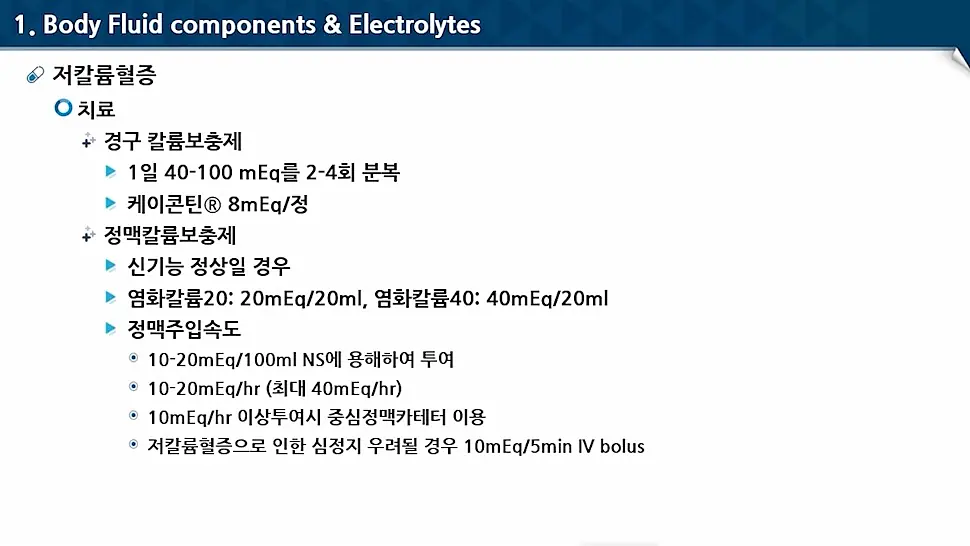 1. Body Fluid components & Electrolytes
저칼륨혈증
치료
경구 칼륨보충제
1일 40-100 mEq를 2-4회 분복
케이콘틴® 8mEq/정
정맥칼륨보충제
신기능 정상일 경우
염화칼륨20: 20mEq/20ml, 염화칼륨40: 40mEq/20ml
정맥주입속도
10-20mEq/100ml NS에 용해하여 투여
10-20mEq/hr (최대 40mEq/hr)
10mEq/hr 이상투여시 중심정맥카테터 이용
저칼륨혈증으로 인한 심정지 우려될 경우 10mEq/5min IV bolus